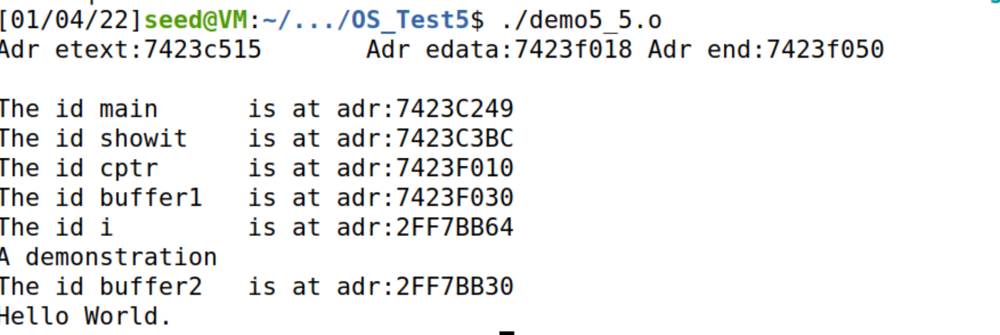 [01/04/22]seed@VM:~/.../OS_Test5$ ./demo5_5.o
Adr etext:7423c515       Adr edata:7423f018 Adr end:7423f050
The id main      is at adr:7423C249
The id showit    is at adr:7423C3BC
The id cptr      is at adr:7423F010
The id buffer1   is at adr:7423F030
The id i         is at adr:2FF7BB64
A demonstration
The id buffer2   is at adr:2FF7BB30
Hello World.